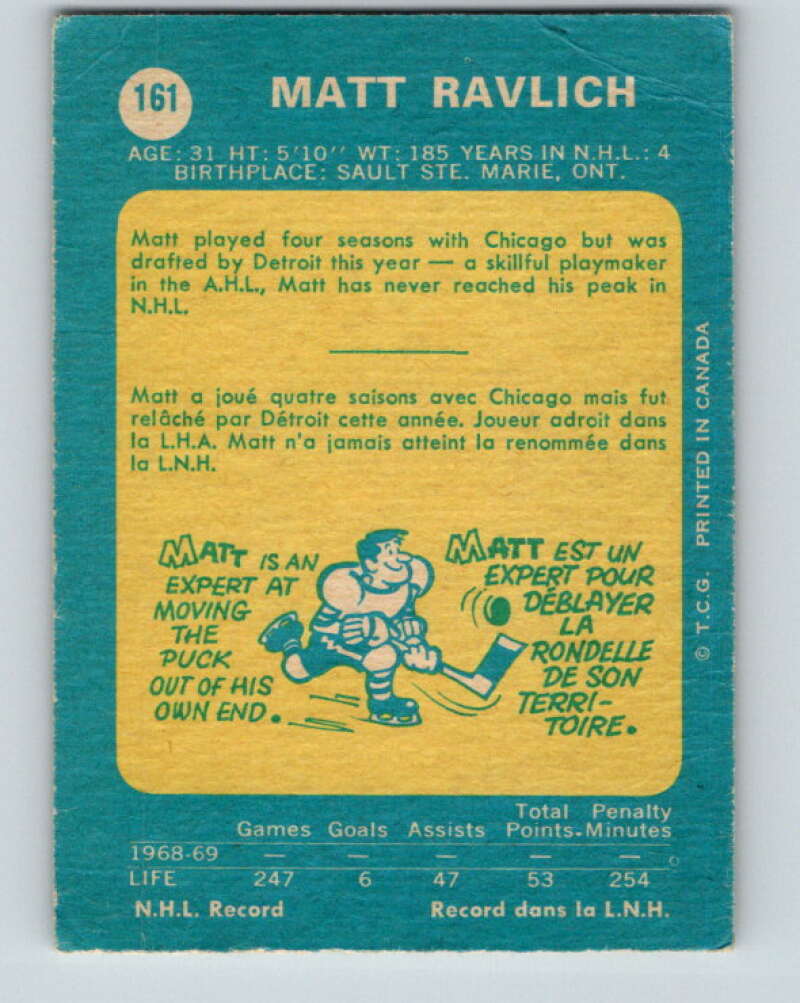 161
MATT RAVLICH
AGE: 31 HT: 5'10'' WT: 185 YEARS IN N.H.L.: 4
BIRTHPLACE: SAULT STE. MARIE, ONT.
Matt played four seasons with Chicago but was
drafted by Detroit this year — a skillful playmaker
in the A.H.L., Matt has never reached his peak in
N.H.L.
Matt a joué quatre saisons avec Chicago mais fut
relâché par Détroit cette année. Joueur adroit dans
la L.H.A. Matt n'a jamais atteint la renommée dans
la L.N.H.
MATT IS AN
EXPERT AT
MOVING
THE
PUCK
OUT OF HIS
OWN END.
MATT EST UN
EXPERT POUR
DÉBLAYER
LA
RONDELLE
DE SON
TERRI-
TOIRE.
© T.C.G. PRINTED IN CANADA
Total Penalty
Games Goals Assists Points-Minutes
1968-69 — — — — —
LIFE 247 6 47 53 254
N.H.L. Record Record dans la L.N.H.